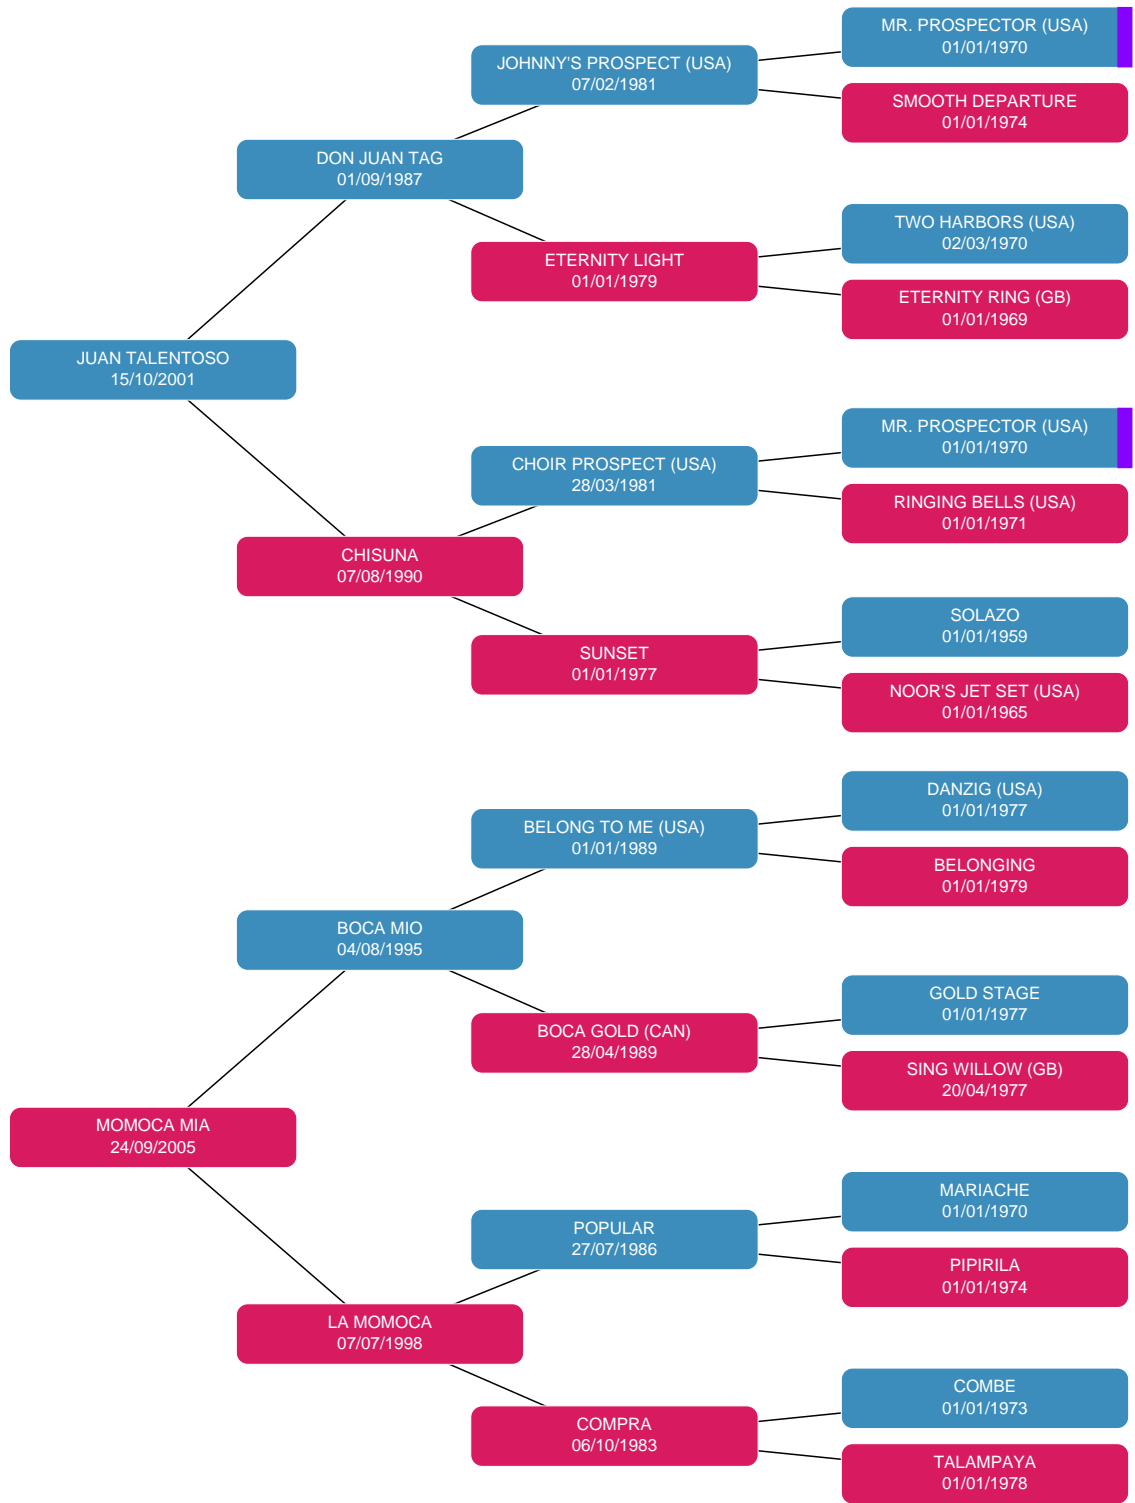 MR. PROSPECTOR (USA)
01/01/1970
JOHNNY'S PROSPECT (USA)
07/02/1981
SMOOTH DEPARTURE
01/01/1974
DON JUAN TAG
01/09/1987
TWO HARBORS (USA)
02/03/1970
ETERNITY LIGHT
01/01/1979
ETERNITY RING (GB)
01/01/1969
JUAN TALENTOSO
15/10/2001
MR. PROSPECTOR (USA)
01/01/1970
CHOIR PROSPECT (USA)
28/03/1981
RINGING BELLS (USA)
01/01/1971
CHISUNA
07/08/1990
SOLAZO
01/01/1959
SUNSET
01/01/1977
NOOR'S JET SET (USA)
01/01/1965
DANZIG (USA)
01/01/1977
BELONG TO ME (USA)
01/01/1989
BELONGING
01/01/1979
BOCA MIO
04/08/1995
GOLD STAGE
01/01/1977
BOCA GOLD (CAN)
28/04/1989
SING WILLOW (GB)
20/04/1977
MOMOCA MIA
24/09/2005
MARIACHE
01/01/1970
POPULAR
27/07/1986
PIPIRILA
01/01/1974
LA MOMOCA
07/07/1998
COMBE
01/01/1973
COMPRA
06/10/1983
TALAMPAYA
01/01/1978